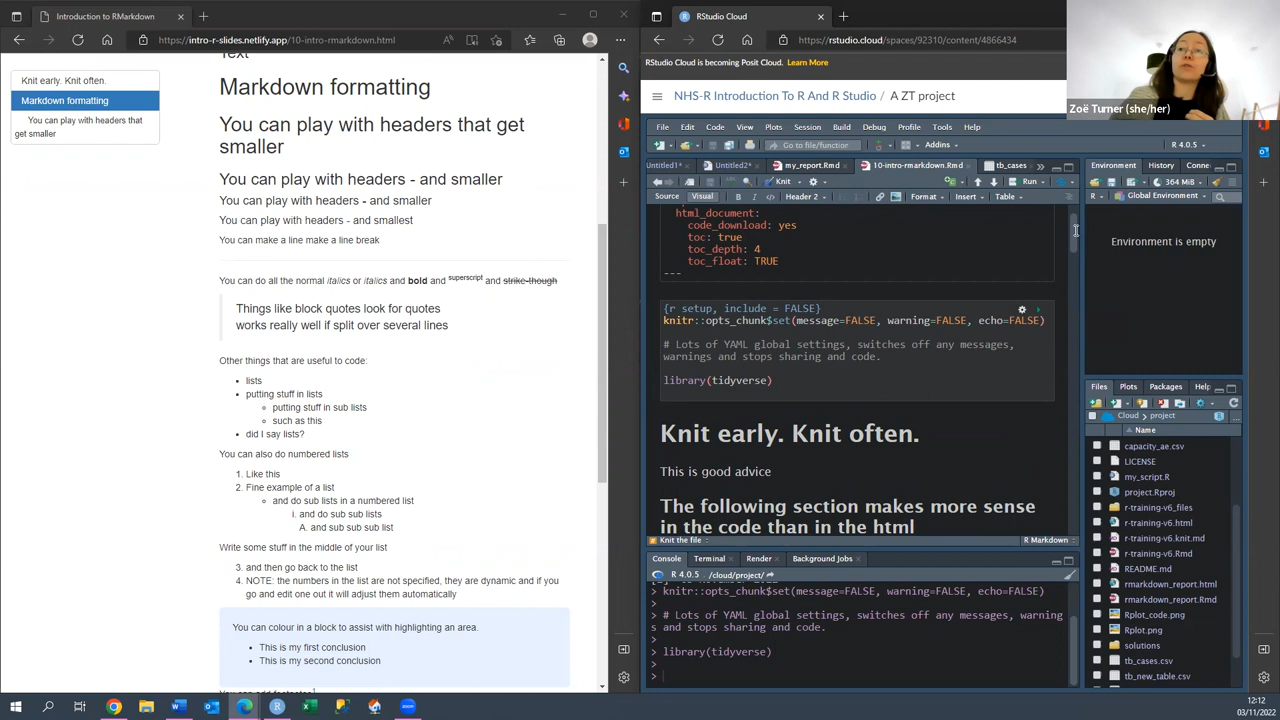 Introduction to RMarkdown
https://intro-r-slides.netlify.app/10-intro-rmarkdown.html
Knit early. Knit often.
Markdown formatting
You can play with headers that
get smaller
Text
Markdown formatting
You can play with headers that get
smaller
You can play with headers - and smaller
You can play with headers - and smaller
You can play with headers - and smallest
You can make a line make a line break
You can do all the normal italics or italics and bold and superscript and strike-though
Things like block quotes look for quotes
works really well if split over several lines
Other things that are useful to code:
lists
putting stuff in lists
putting stuff in sub lists
such as this
did I say lists?
You can also do numbered lists
1. Like this
2. Fine example of a list
and do sub lists in a numbered list
i. and do sub sub lists
A. and sub sub sub list
Write some stuff in the middle of your list
3. and then go back to the list
4. NOTE: the numbers in the list are not specified, they are dynamic and if you
go and edit one out it will adjust them automatically
You can colour in a block to assist with highlighting an area.
This is my first conclusion
This is my second conclusion
RStudio Cloud
https://rstudio.cloud/spaces/92310/content/4866434
RStudio Cloud is becoming Posit Cloud. Learn More
NHS-R Introduction To R And R Studio / A ZT project
Zoë Turner (she/her)
File Edit Code View Plots Session Build Debug Profile Tools Help
Go to file/function Addins R 4.0.5
Untitled1* Untitled2* my_report.Rmd 10-intro-rmarkdown.Rmd tb_cases
Knit Run
Source Visual B I Header 2 Format Insert Table
html_document:
code_download: yes
toc: true
toc_depth: 4
toc_float: TRUE
---
{r setup, include = FALSE}
knitr::opts_chunk$set(message=FALSE, warning=FALSE, echo=FALSE)
# Lots of YAML global settings, switches off any messages,
warnings and stops sharing and code.
library(tidyverse)
Knit early. Knit often.
This is good advice
The following section makes more sense
in the code than in the html
Knit the file R Markdown
Console Terminal Render Background Jobs
R 4.0.5 · /cloud/project/
> knitr::opts_chunk$set(message=FALSE, warning=FALSE, echo=FALSE)
>
> # Lots of YAML global settings, switches off any messages, warning
s and stops sharing and code.
>
> library(tidyverse)
>
>
Environment History Conne
364 MiB
R Global Environment
Environment is empty
Files Plots Packages Help
Cloud project
Name
capacity_ae.csv
LICENSE
my_script.R
project.Rproj
r-training-v6_files
r-training-v6.html
r-training-v6.knit.md
r-training-v6.Rmd
README.md
rmarkdown_report.html
rmarkdown_report.Rmd
Rplot_code.png
Rplot.png
solutions
tb_cases.csv
tb_new_table.csv
12:12
03/11/2022